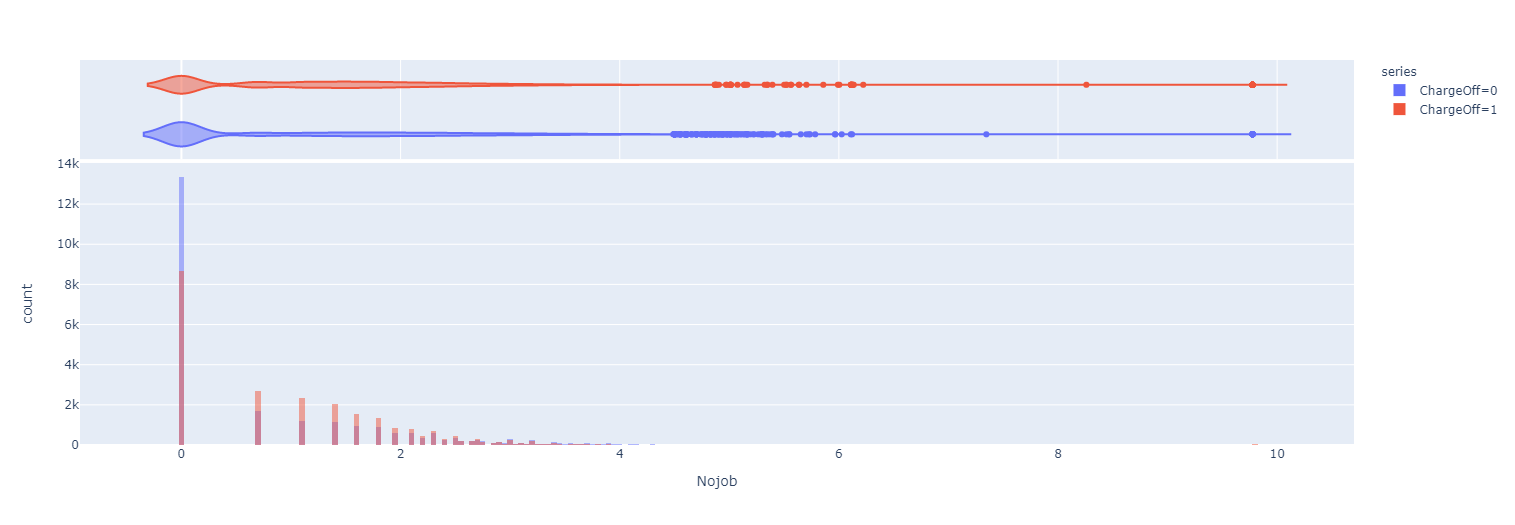 series
ChargeOff=0
ChargeOff=1
14k
12k
10k
8k
6k
4k
2k
0
count
0 2 4 6 8 10
Nojob